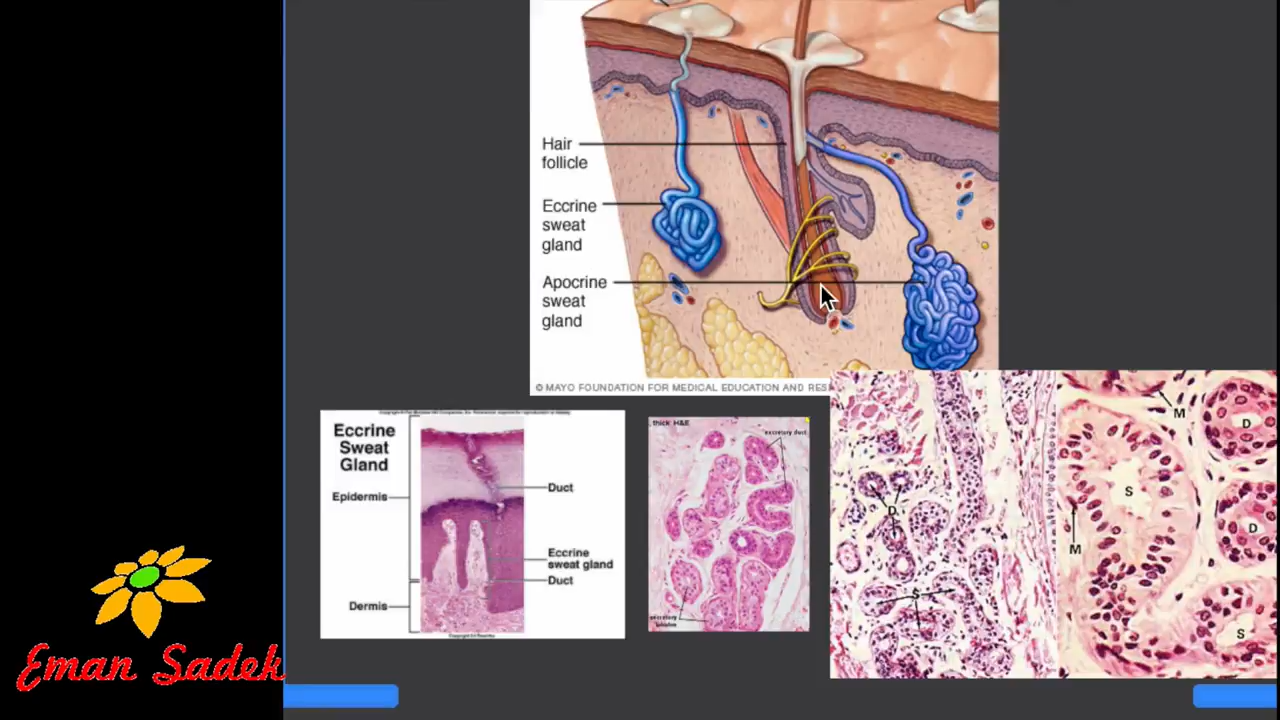 Hair
follicle
Eccrine
sweat
gland
Apocrine
sweat
gland
© MAYO FOUNDATION FOR MEDICAL EDUCATION AND RES
Eccrine
Sweat
Gland
Epidermis
Dermis
Duct
Eccrine
sweat gland
Duct
, thick: H&E
excretory duct
D
S
M
D
S
M
D
S
Eman Sadek